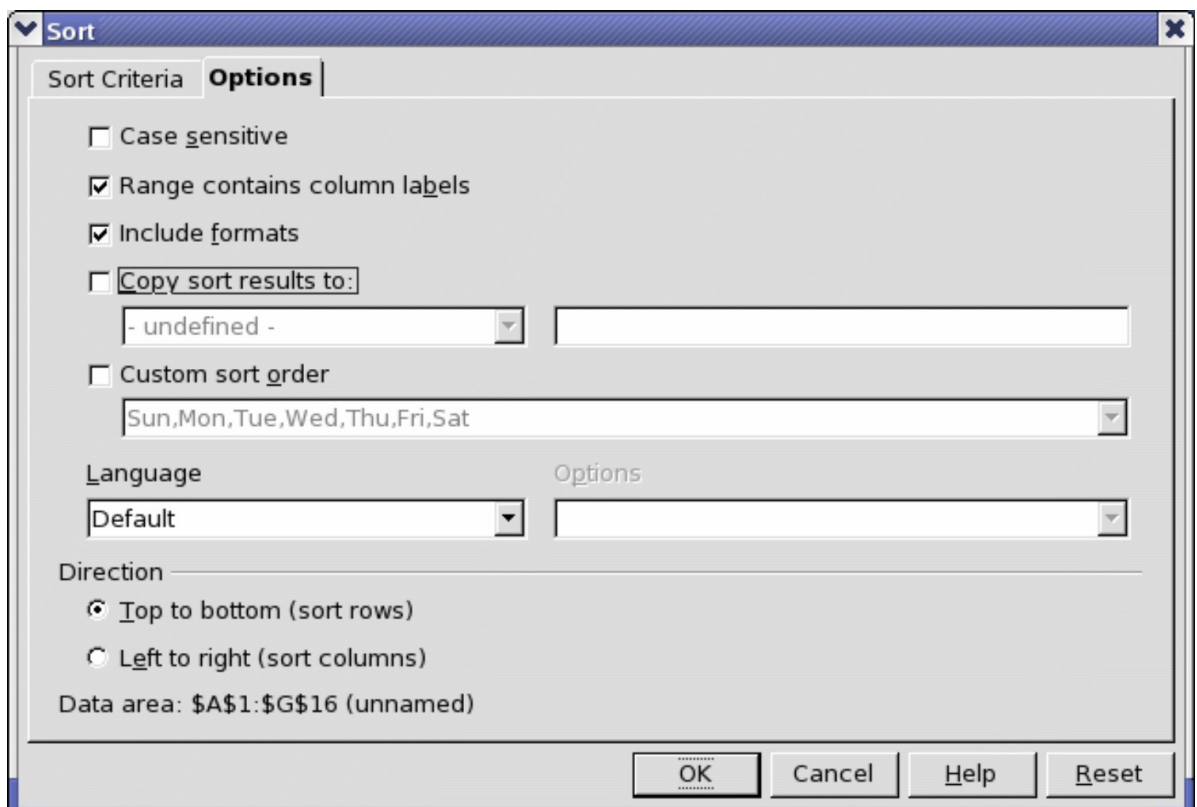 Sort
Sort Criteria Options
Case sensitive
Range contains column labels
Include formats
Copy sort results to:
- undefined -
Custom sort order
Sun,Mon,Tue,Wed,Thu,Fri,Sat
Language Options
Default
Direction
Top to bottom (sort rows)
Left to right (sort columns)
Data area: $A$1:$G$16 (unnamed)
OK Cancel Help Reset